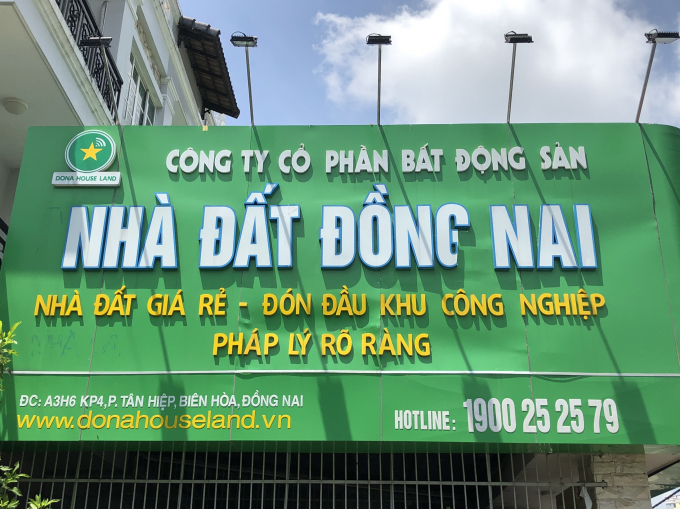 DONA HOUSE LAND
CÔNG TY CỔ PHẦN BẤT ĐỘNG SẢN
NHÀ ĐẤT ĐỒNG NAI
NHÀ ĐẤT GIÁ RẺ - ĐÓN ĐẦU KHU CÔNG NGHIỆP
PHÁP LÝ RÕ RÀNG
ĐC: A3H6 KP4,P. TÂN HIỆP, BIÊN HÒA, ĐỒNG NAI
www.donahouseland.vn
HOTLINE: 1900 25 25 79